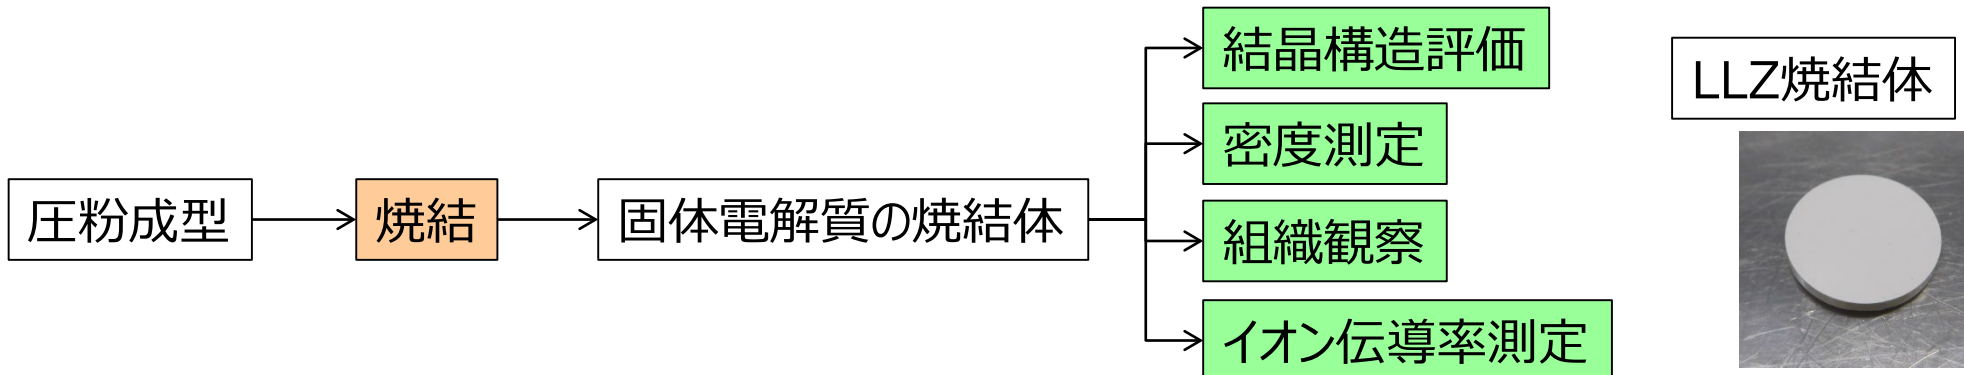 圧粉成型
焼結
固体電解質の焼結体
結晶構造評価
密度測定
組織観察
イオン伝導率測定
LLZ焼結体